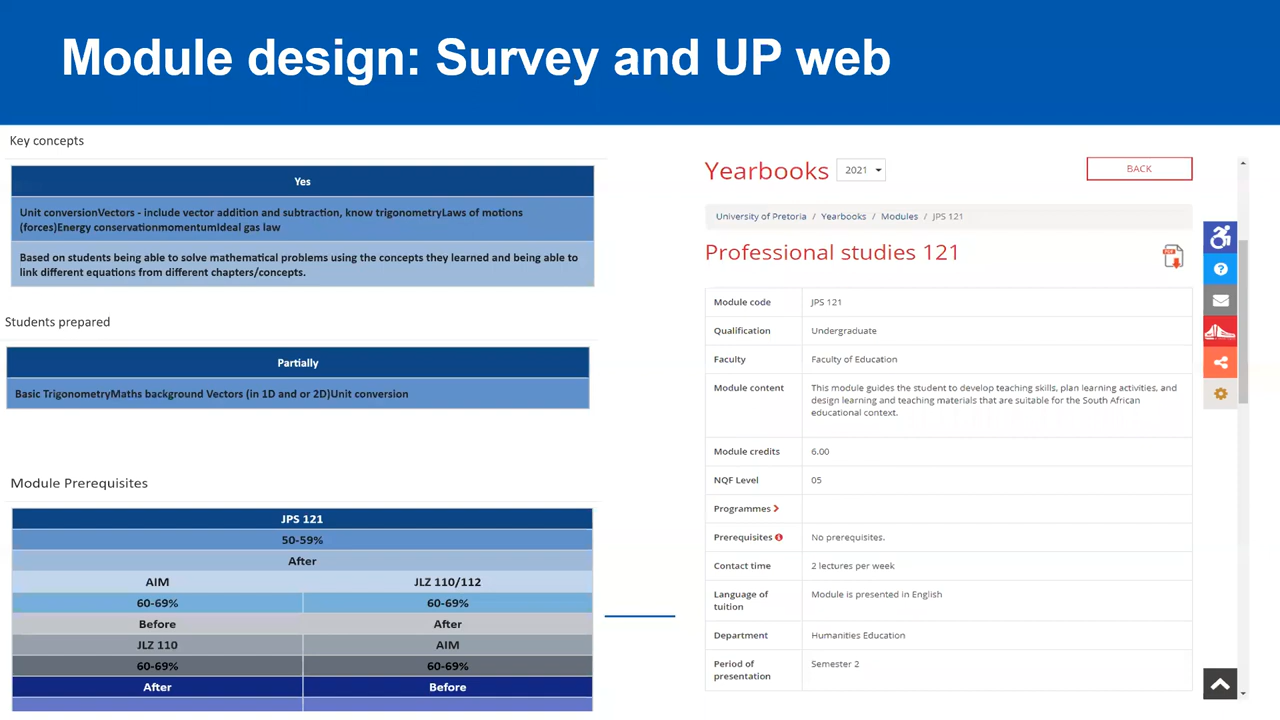 Module design: Survey and UP web
Key concepts
Yes
Unit conversionVectors - include vector addition and subtraction, know trigonometryLaws of motions
(forces)Energy conservationmomentumIdeal gas law
Based on students being able to solve mathematical problems using the concepts they learned and being able to
link different equations from different chapters/concepts.
Students prepared
Partially
Basic TrigonometryMaths background Vectors (in 1D and or 2D)Unit conversion
Module Prerequisites
JPS 121
50-59%
After
AIM JLZ 110/112
60-69% 60-69%
Before After
JLZ 110 AIM
60-69% 60-69%
After Before
Yearbooks 2021 BACK
University of Pretoria / Yearbooks / Modules / JPS 121
Professional studies 121
PDF
Module code JPS 121
Qualification Undergraduate
Faculty Faculty of Education
Module content This module guides the student to develop teaching skills, plan learning activities, and
design learning and teaching materials that are suitable for the South African
educational context.
Module credits 6.00
NQF Level 05
Programmes
Prerequisites No prerequisites.
Contact time 2 lectures per week
Language of Module is presented in English
tuition
Department Humanities Education
Period of Semester 2
presentation